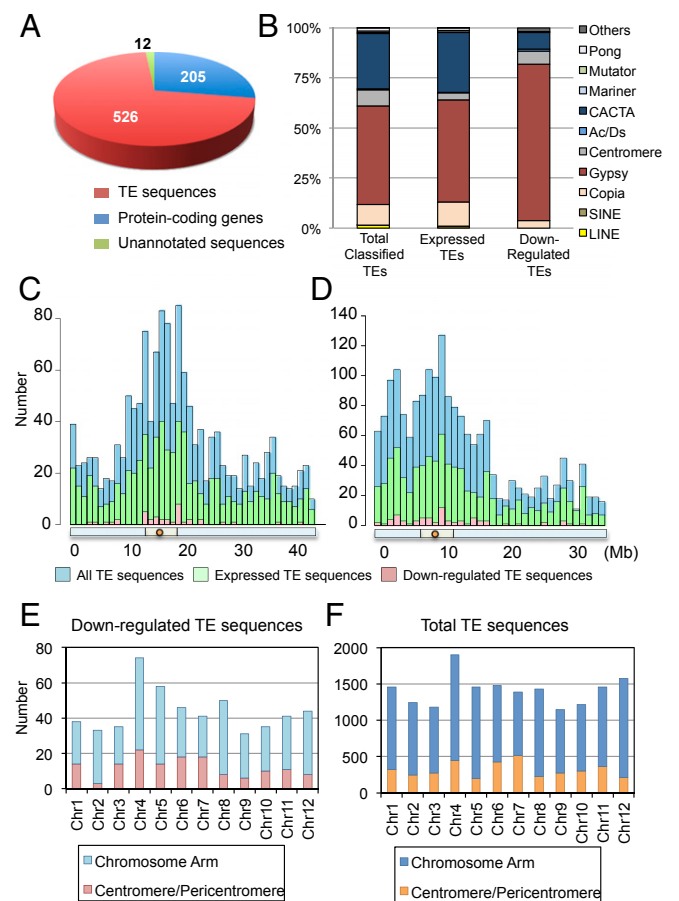 A
12
205
526
TE sequences
Protein-coding genes
Unannotated sequences
B
100%
75%
50%
25%
0%
Total
Classified
TEs
Expressed
TEs
Down-
Regulated
TEs
Others
Pong
Mutator
Mariner
CACTA
Ac/Ds
Centromere
Gypsy
Copia
SINE
LINE
C
Number
80
60
40
20
0
0 10 20 30 40
D
140
120
100
80
60
40
20
0
0 10 20 30 (Mb)
All TE sequences Expressed TE sequences Down-regulated TE sequences
E
Down-regulated TE sequences
Number
80
60
40
20
0
Chr1
Chr2
Chr3
Chr4
Chr5
Chr6
Chr7
Chr8
Chr9
Chr10
Chr11
Chr12
Chromosome Arm
Centromere/Pericentromere
F
Total TE sequences
2000
1500
1000
500
0
Chr1
Chr2
Chr3
Chr4
Chr5
Chr6
Chr7
Chr8
Chr9
Chr10
Chr11
Chr12
Chromosome Arm
Centromere/Pericentromere